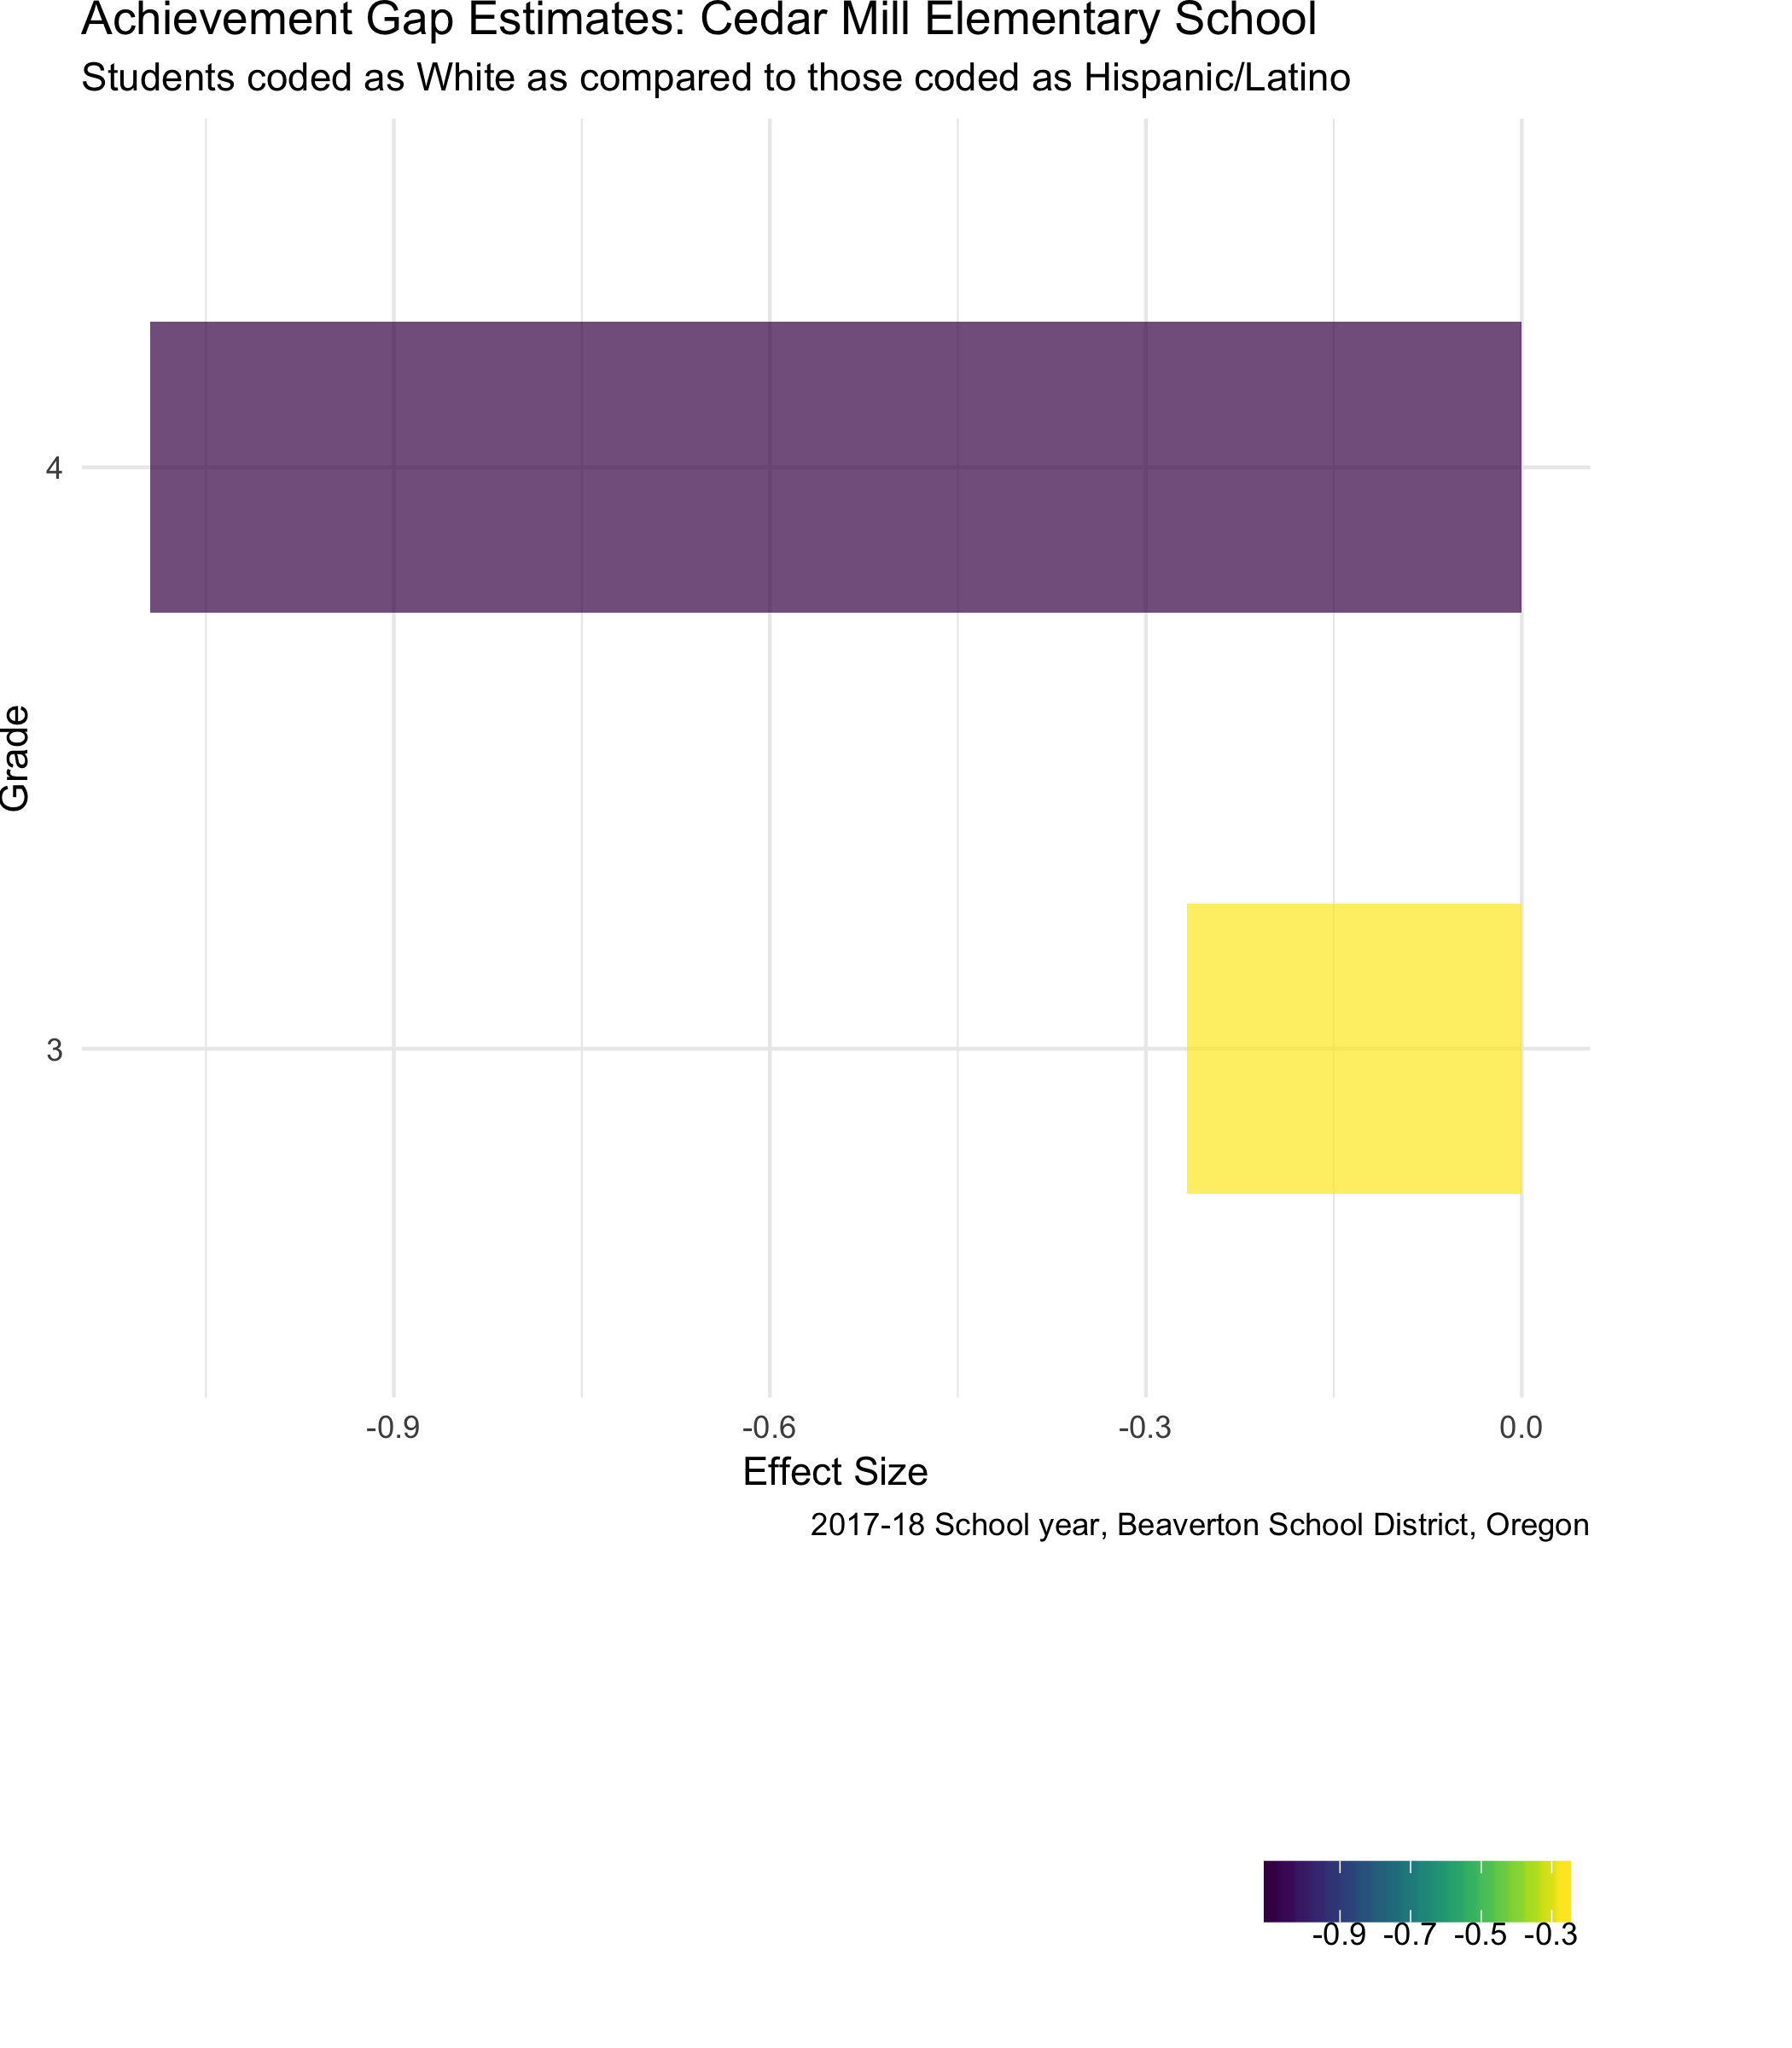 Achievement Gap Estimates: Cedar Mill Elementary School
Students coded as White as compared to those coded as Hispanic/Latino
4
Grade
3
-0.9 -0.6 -0.3 0.0
Effect Size
2017-18 School year, Beaverton School District, Oregon
-0.9 -0.7 -0.5 -0.3